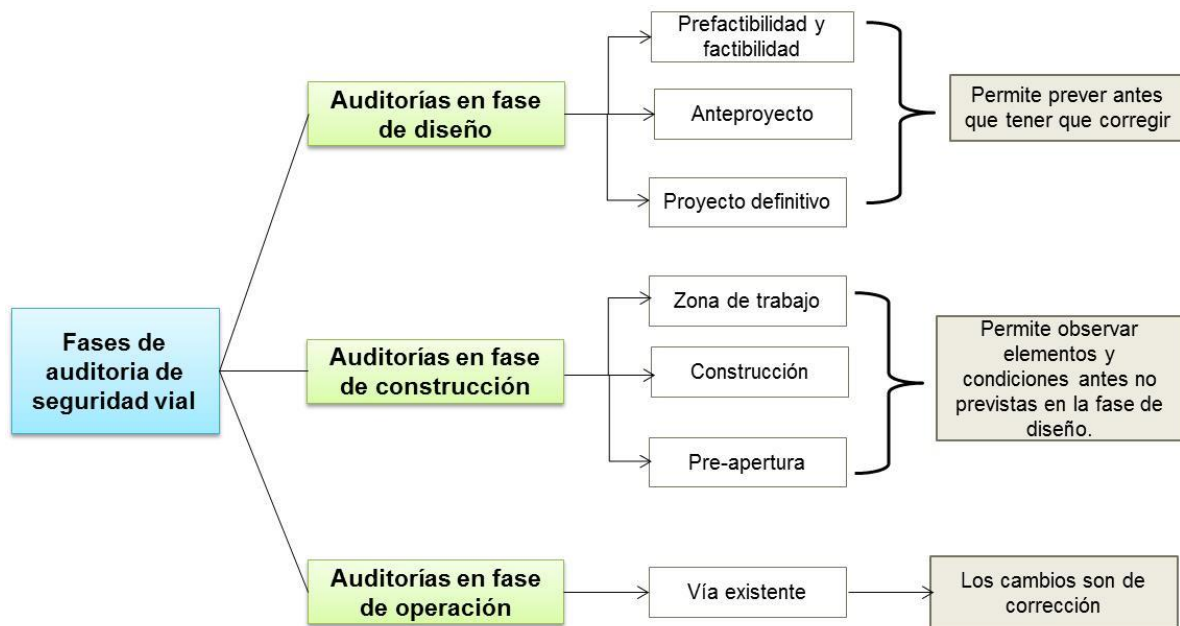 Fases de
auditoria de
seguridad vial
Auditorías en fase
de diseño
Prefactibilidad y
factibilidad
Anteproyecto
Proyecto definitivo
Permite prever antes
que tener que corregir
Auditorías en fase
de construcción
Zona de trabajo
Construcción
Pre-apertura
Permite observar
elementos y
condiciones antes no
previstas en la fase de
diseño.
Auditorías en fase
de operación
Vía existente
Los cambios son de
corrección